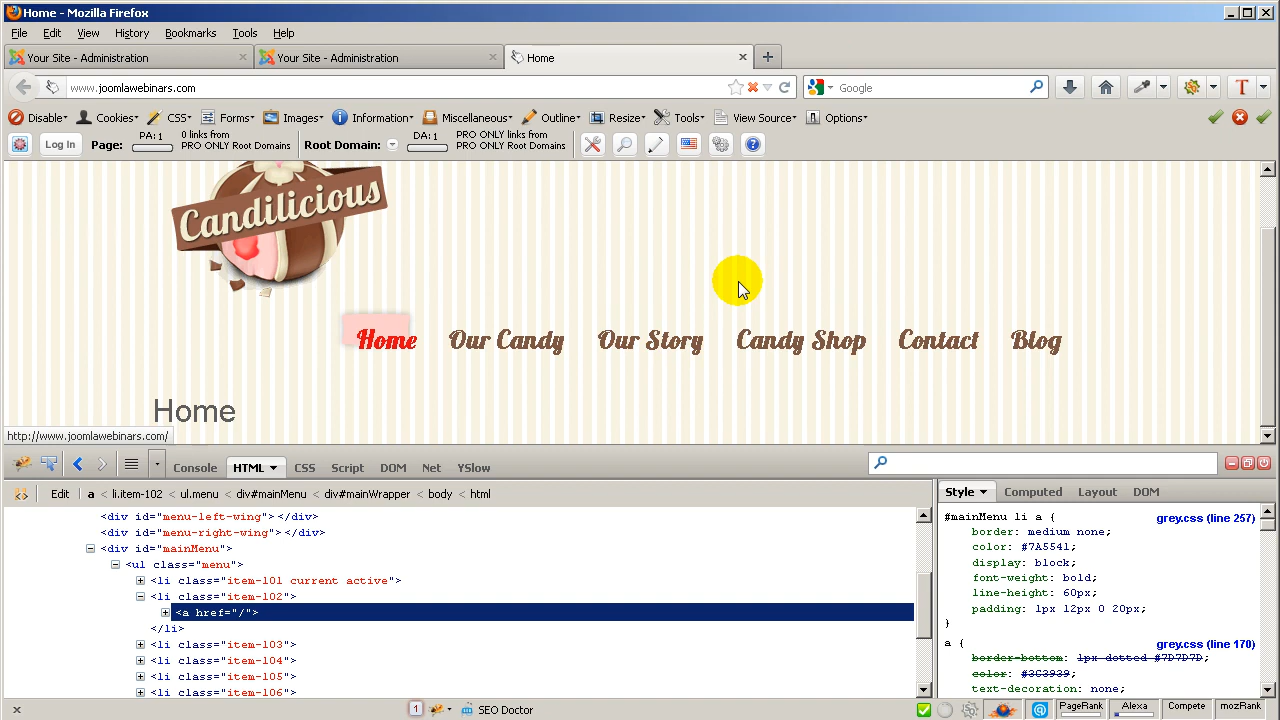 Home - Mozilla Firefox
File Edit View History Bookmarks Tools Help
Your Site - Administration Your Site - Administration Home
www.joomlawebinars.com Google
Disable Cookies CSS Forms Images Information Miscellaneous Outline Resize Tools View Source Options
Log In Page: PA: 1 0 links from PRO ONLY Root Domains Root Domain: DA: 1 PRO ONLY links from PRO ONLY Root Domains
Candilicious
Home Our Candy Our Story Candy Shop Contact Blog
Home
http://www.joomlawebinars.com/
Console HTML CSS Script DOM Net YSlow
Edit a < li.item-102 < ul.menu < div#mainMenu < div#mainWrapper < body < html
Style Computed Layout DOM
<div id="menu-left-wing"></div>
<div id="menu-right-wing"></div>
<div id="mainMenu">
<ul class="menu">
<li class="item-101 current active">
<li class="item-102">
<a href="/">
</li>
<li class="item-103">
<li class="item-104">
<li class="item-105">
<li class="item-106">
#mainMenu li a { grey.css (line 257)
border: medium none;
color: #7A5541;
display: block;
font-weight: bold;
line-height: 60px;
padding: 1px 12px 0 20px;
}
a { grey.css (line 170)
border-bottom: 1px dotted #7D7D7D;
color: #3C3939;
text-decoration: none;
1 SEO Doctor PageRank Alexa Compete mozRank